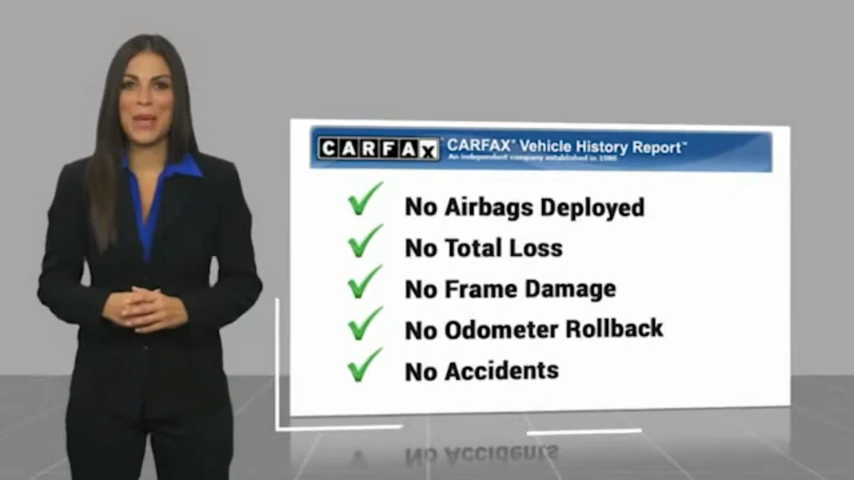 CARFAX CARFAX® Vehicle History Report™
An independent company established in 1986
No Airbags Deployed
No Total Loss
No Frame Damage
No Odometer Rollback
No Accidents
No Accidents